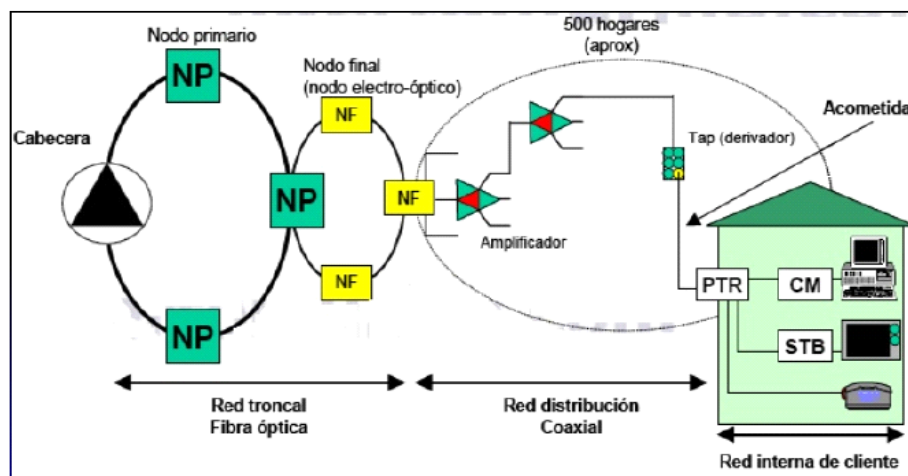 500 hogares
(aprox)
Nodo primario
NP
Nodo final
(nodo electro-óptico)
NF
Acometida
Cabecera
Tap (derivador)
NP
NF
Amplificador
NF
PTR
CM
NP
STB
Red troncal
Fibra óptica
Red distribución
Coaxial
Red interna de cliente